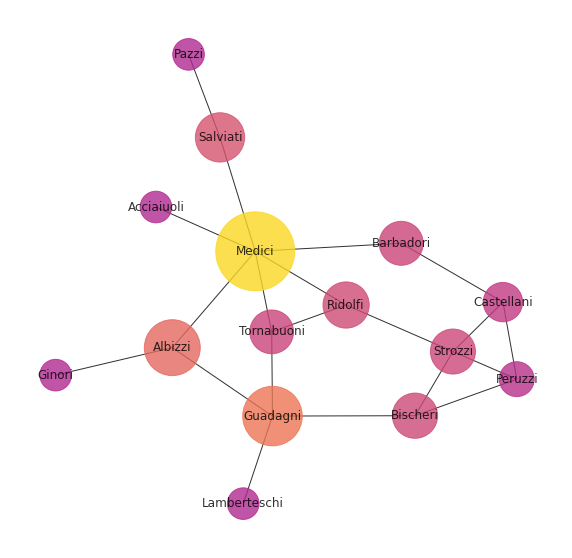 Pazzi
Salviati
Acciaiuoli
Medici
Barbadori
Castellani
Ridolfi
Tornabuoni
Albizzi
Strozzi
Ginori
Peruzzi
Guadagni
Bischeri
Lamberteschi